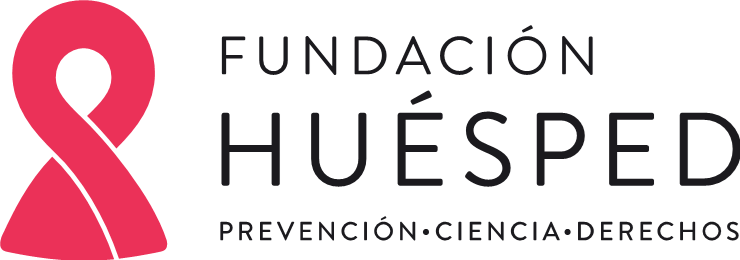 FUNDACIÓN
HUÉSPED
PREVENCIÓN•CIENCIA•DERECHOS